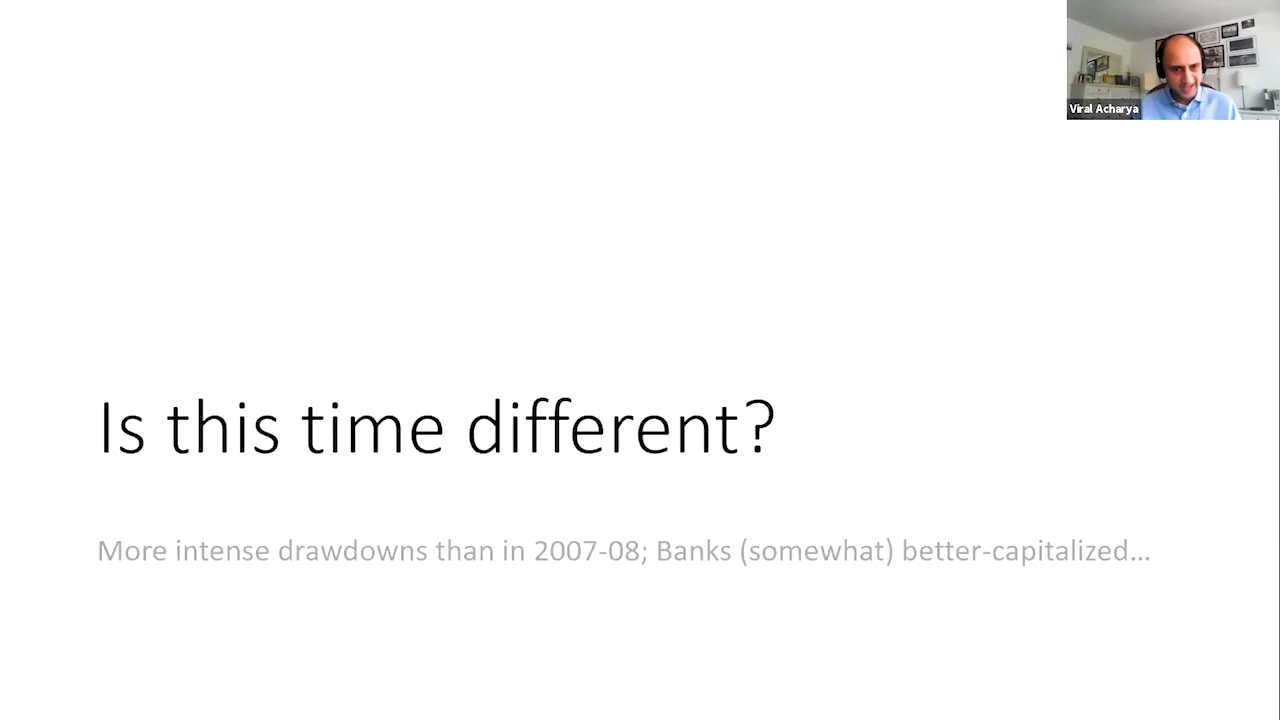 Viral Acharya
Is this time different?
More intense drawdowns than in 2007-08; Banks (somewhat) better-capitalized…